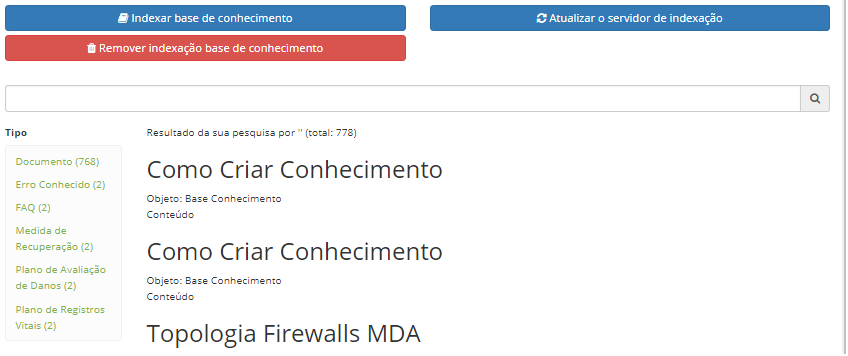 Indexar base de conhecimento
Atualizar o servidor de indexação
Remover indexação base de conhecimento
Tipo
Documento (768)
Erro Conhecido (2)
FAQ (2)
Medida de
Recuperação (2)
Plano de Avaliação
de Danos (2)
Plano de Registros
Vitais (2)
Resultado da sua pesquisa por '' (total: 778)
Como Criar Conhecimento
Objeto: Base Conhecimento
Conteúdo
Como Criar Conhecimento
Objeto: Base Conhecimento
Conteúdo
Topologia Firewalls MDA